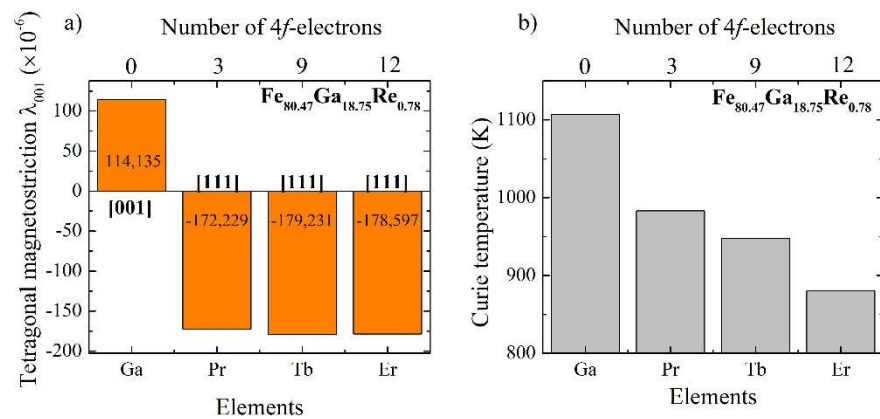 a)
Number of 4f-electrons
0 3 9 12
Fe80.47Ga18.75Re0.78
Tetragonal magnetostriction λ001 (×10-6)
100
50
0
-50
-100
-150
-200
114,135
[001]
[111] [111] [111]
-172,229 -179,231 -178,597
Ga Pr Tb Er
Elements
b)
Number of 4f-electrons
0 3 9 12
Fe80.47Ga18.75Re0.78
Curie temperature (K)
1100
1000
900
800
Ga Pr Tb Er
Elements